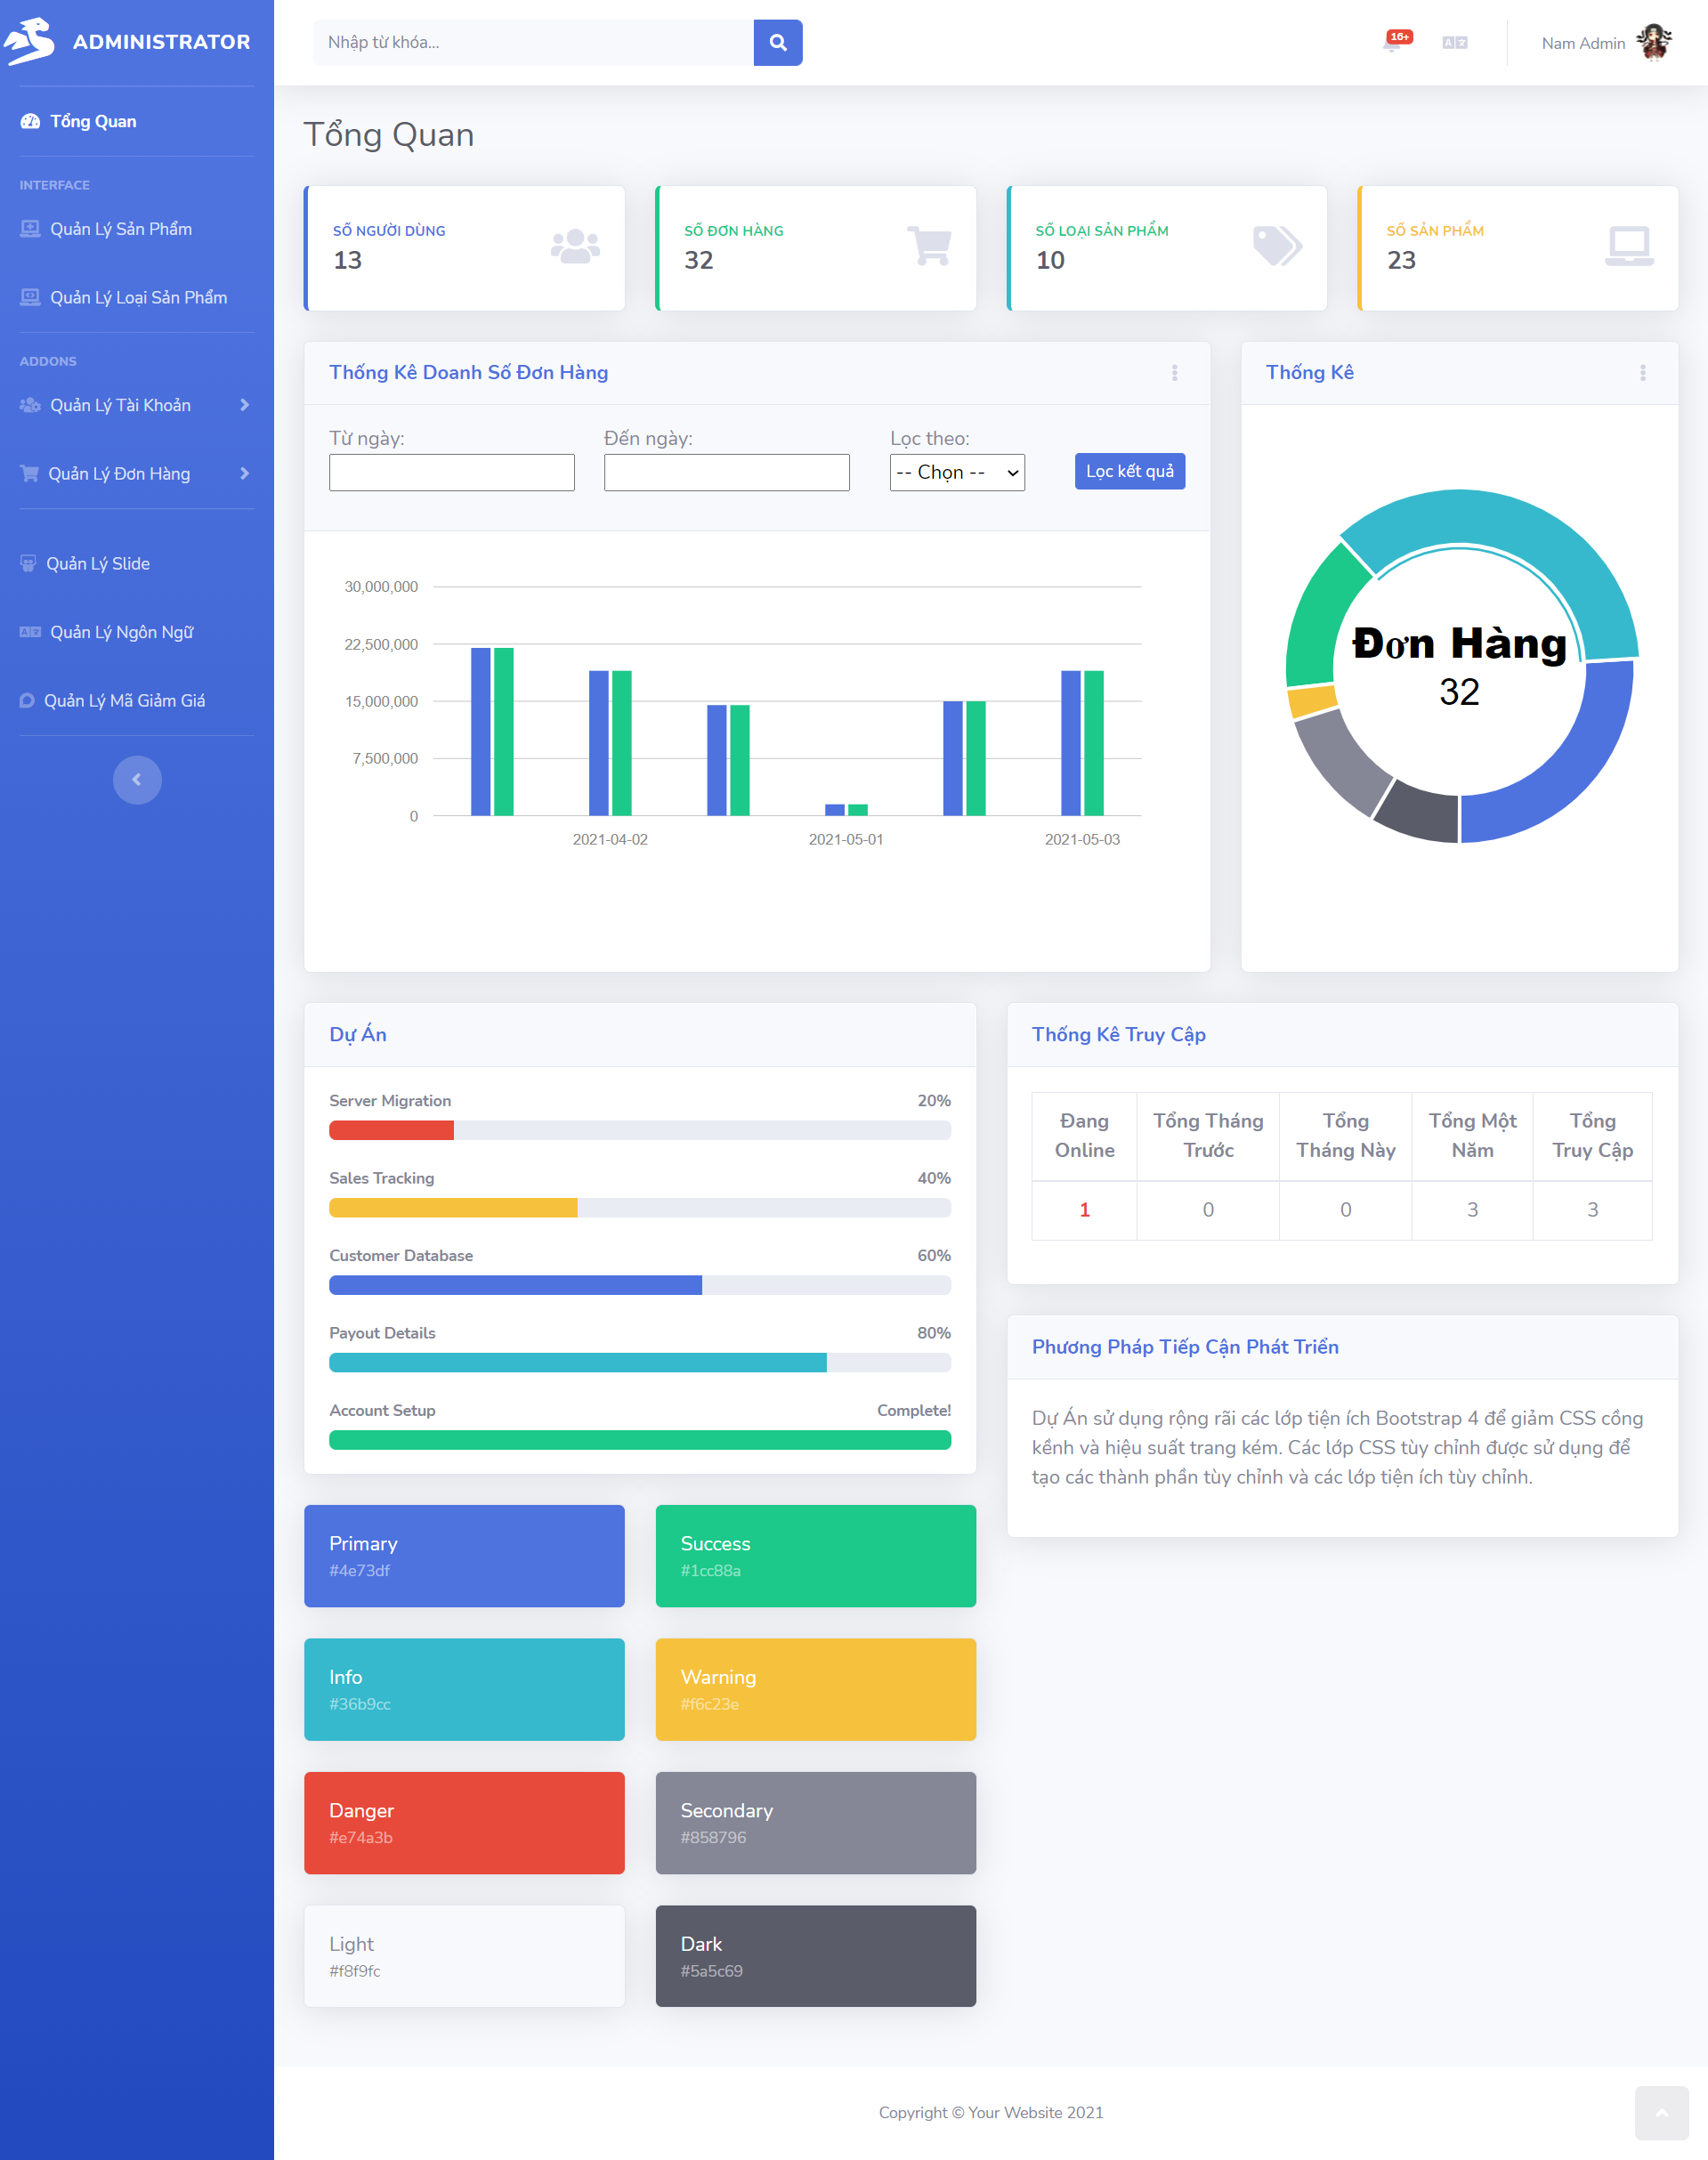 ADMINISTRATOR
Tổng Quan
INTERFACE
Quản Lý Sản Phẩm
Quản Lý Loại Sản Phẩm
ADDONS
Quản Lý Tài Khoản
Quản Lý Đơn Hàng
Quản Lý Slide
Quản Lý Ngôn Ngữ
Quản Lý Mã Giảm Giá
Nhập từ khóa...
16+
Nam Admin
Tổng Quan
SỐ NGƯỜI DÙNG
13
SỐ ĐƠN HÀNG
32
SỐ LOẠI SẢN PHẨM
10
SỐ SẢN PHẨM
23
Thống Kê Doanh Số Đơn Hàng
Từ ngày:
Đến ngày:
Lọc theo:
-- Chọn --
Lọc kết quả
30,000,000
22,500,000
15,000,000
7,500,000
0
2021-04-02 2021-05-01 2021-05-03
Thống Kê
Đơn Hàng
32
Dự Án
Server Migration 20%
Sales Tracking 40%
Customer Database 60%
Payout Details 80%
Account Setup Complete!
Thống Kê Truy Cập
Đang Online
Tổng Tháng Trước
Tổng Tháng Này
Tổng Một Năm
Tổng Truy Cập
1 0 0 3 3
Phương Pháp Tiếp Cận Phát Triển
Dự Án sử dụng rộng rãi các lớp tiện ích Bootstrap 4 để giảm CSS cồng
kềnh và hiệu suất trang kém. Các lớp CSS tùy chỉnh được sử dụng để
tạo các thành phần tùy chỉnh và các lớp tiện ích tùy chỉnh.
Primary
#4e73df
Success
#1cc88a
Info
#36b9cc
Warning
#f6c23e
Danger
#e74a3b
Secondary
#858796
Light
#f8f9fc
Dark
#5a5c69
Copyright © Your Website 2021